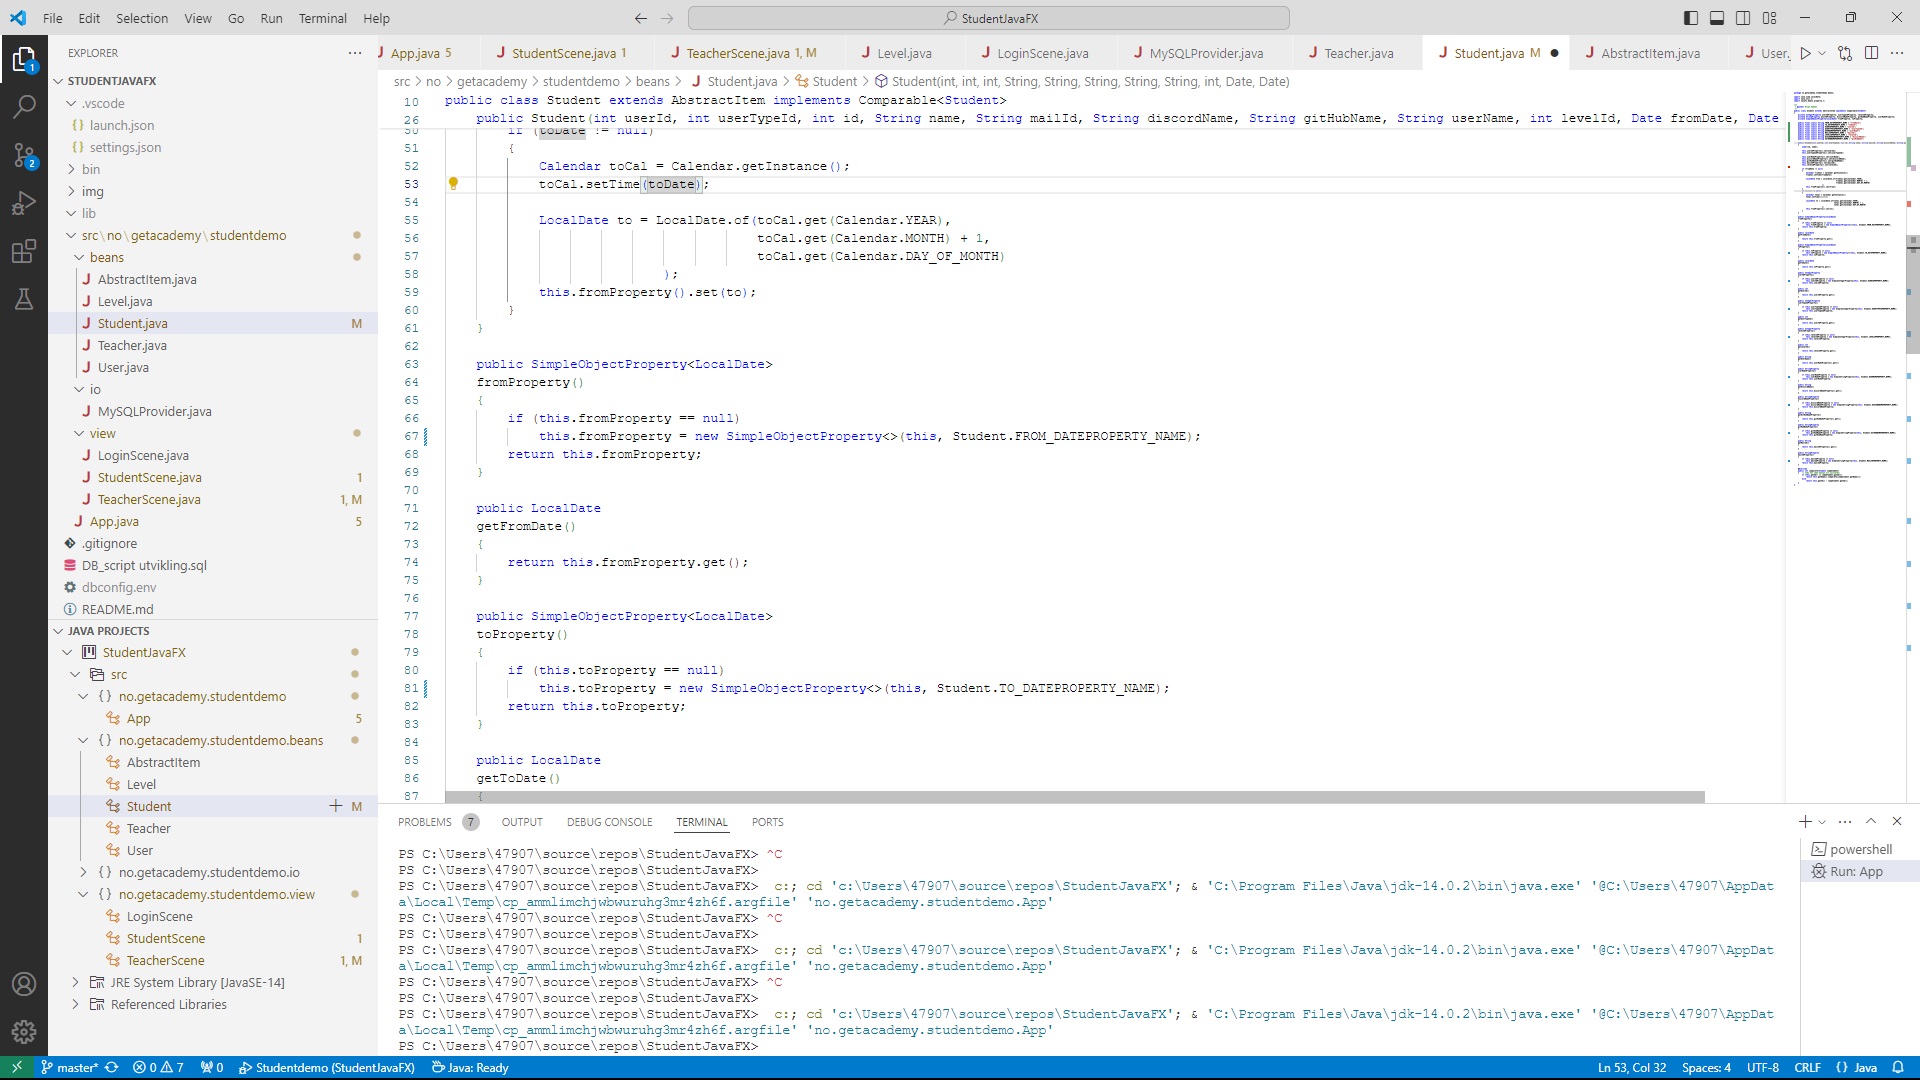 File Edit Selection View Go Run Terminal Help
StudentJavaFX
EXPLORER
App.java 5
StudentScene.java 1
TeacherScene.java 1, M
Level.java
LoginScene.java
MySQLProvider.java
Teacher.java
Student.java M
AbstractItem.java
User.
src > no > getacademy > studentdemo > beans > Student.java > Student > Student(int, int, int, String, String, String, String, String, int, Date, Date)
STUDENTJAVAFX
.vscode
launch.json
settings.json
bin
img
lib
src\no\getacademy\studentdemo
beans
AbstractItem.java
Level.java
Student.java M
Teacher.java
User.java
io
MySQLProvider.java
view
LoginScene.java
StudentScene.java 1
TeacherScene.java 1, M
App.java 5
.gitignore
DB_script utvikling.sql
dbconfig.env
README.md
JAVA PROJECTS
StudentJavaFX
src
no.getacademy.studentdemo
App 5
no.getacademy.studentdemo.beans
AbstractItem
Level
Student M
Teacher
User
no.getacademy.studentdemo.io
no.getacademy.studentdemo.view
LoginScene
StudentScene 1
TeacherScene 1, M
JRE System Library [JavaSE-14]
Referenced Libraries
10 public class Student extends AbstractItem implements Comparable<Student>
26 public Student(int userId, int userTypeId, int id, String name, String mailId, String discordName, String gitHubName, String userName, int levelId, Date fromDate, Date
50 if (toDate != null)
51 {
52 Calendar toCal = Calendar.getInstance();
53 toCal.setTime(toDate);
54
55 LocalDate to = LocalDate.of(toCal.get(Calendar.YEAR),
56 toCal.get(Calendar.MONTH) + 1,
57 toCal.get(Calendar.DAY_OF_MONTH)
58 );
59 this.fromProperty().set(to);
60 }
61 }
62
63 public SimpleObjectProperty<LocalDate>
64 fromProperty()
65 {
66 if (this.fromProperty == null)
67 this.fromProperty = new SimpleObjectProperty<>(this, Student.FROM_DATEPROPERTY_NAME);
68 return this.fromProperty;
69 }
70
71 public LocalDate
72 getFromDate()
73 {
74 return this.fromProperty.get();
75 }
76
77 public SimpleObjectProperty<LocalDate>
78 toProperty()
79 {
80 if (this.toProperty == null)
81 this.toProperty = new SimpleObjectProperty<>(this, Student.TO_DATEPROPERTY_NAME);
82 return this.toProperty;
83 }
84
85 public LocalDate
86 getToDate()
87 {
PROBLEMS 7 OUTPUT DEBUG CONSOLE TERMINAL PORTS
PS C:\Users\47907\source\repos\StudentJavaFX> ^C
PS C:\Users\47907\source\repos\StudentJavaFX>
PS C:\Users\47907\source\repos\StudentJavaFX> c:; cd 'c:\Users\47907\source\repos\StudentJavaFX'; & 'C:\Program Files\Java\jdk-14.0.2\bin\java.exe' '@C:\Users\47907\AppDat
a\Local\Temp\cp_ammlimchjwbwuruhg3mr4zh6f.argfile' 'no.getacademy.studentdemo.App'
PS C:\Users\47907\source\repos\StudentJavaFX> ^C
PS C:\Users\47907\source\repos\StudentJavaFX>
PS C:\Users\47907\source\repos\StudentJavaFX> c:; cd 'c:\Users\47907\source\repos\StudentJavaFX'; & 'C:\Program Files\Java\jdk-14.0.2\bin\java.exe' '@C:\Users\47907\AppDat
a\Local\Temp\cp_ammlimchjwbwuruhg3mr4zh6f.argfile' 'no.getacademy.studentdemo.App'
PS C:\Users\47907\source\repos\StudentJavaFX> ^C
PS C:\Users\47907\source\repos\StudentJavaFX>
PS C:\Users\47907\source\repos\StudentJavaFX> c:; cd 'c:\Users\47907\source\repos\StudentJavaFX'; & 'C:\Program Files\Java\jdk-14.0.2\bin\java.exe' '@C:\Users\47907\AppDat
a\Local\Temp\cp_ammlimchjwbwuruhg3mr4zh6f.argfile' 'no.getacademy.studentdemo.App'
PS C:\Users\47907\source\repos\StudentJavaFX>
powershell
Run: App
master* 0 7 0 Studentdemo (StudentJavaFX) Java: Ready
Ln 53, Col 32 Spaces: 4 UTF-8 CRLF {} Java